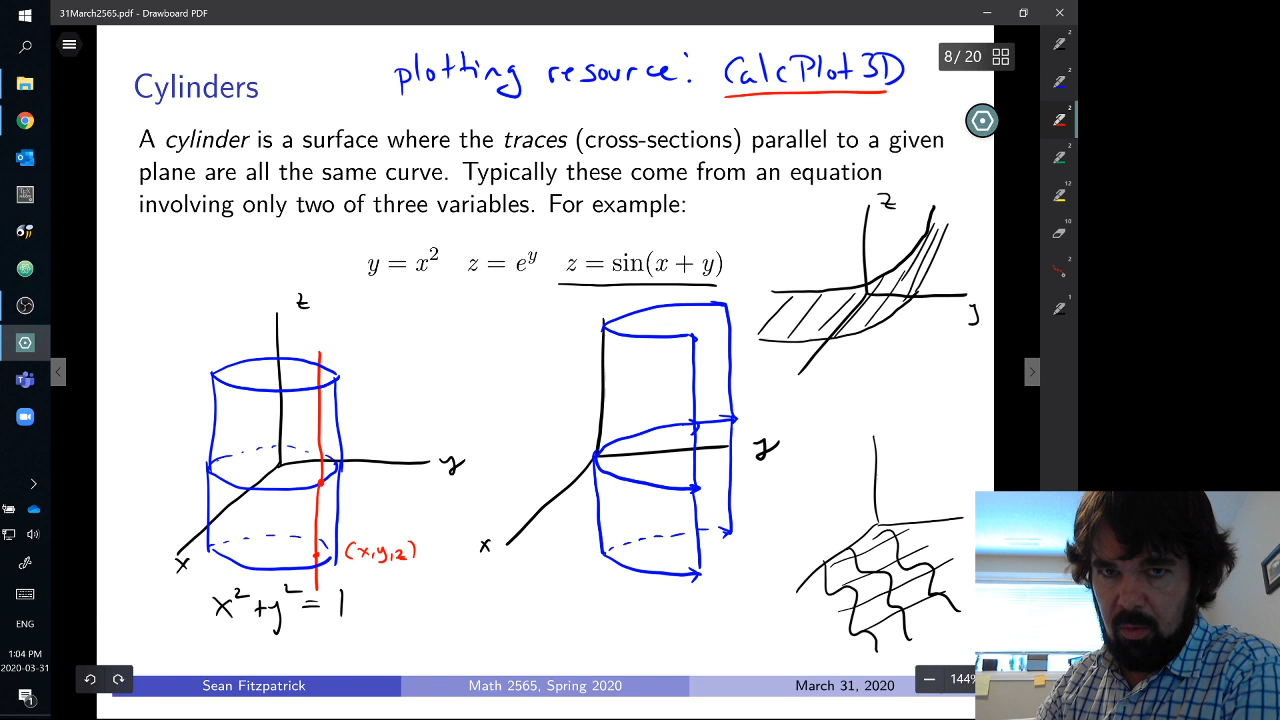 31March2565.pdf - Drawboard PDF
8 / 20
plotting resource: CalcPlot3D
Cylinders
A cylinder is a surface where the traces (cross-sections) parallel to a given
plane are all the same curve. Typically these come from an equation
involving only two of three variables. For example:
y = x² z = e^y z = sin(x + y)
z
y
z
y
x
(x,y,z)
x² + y² = 1
y
x
Sean Fitzpatrick Math 2565, Spring 2020 March 31, 2020
144%
ENG
1:04 PM
2020-03-31